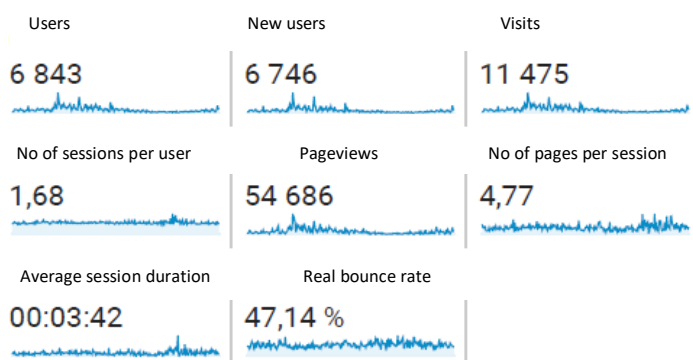 Users
New users
Visits
6 843
6 746
11 475
No of sessions per user
Pageviews
No of pages per session
1,68
54 686
4,77
Average session duration
Real bounce rate
00:03:42
47,14 %